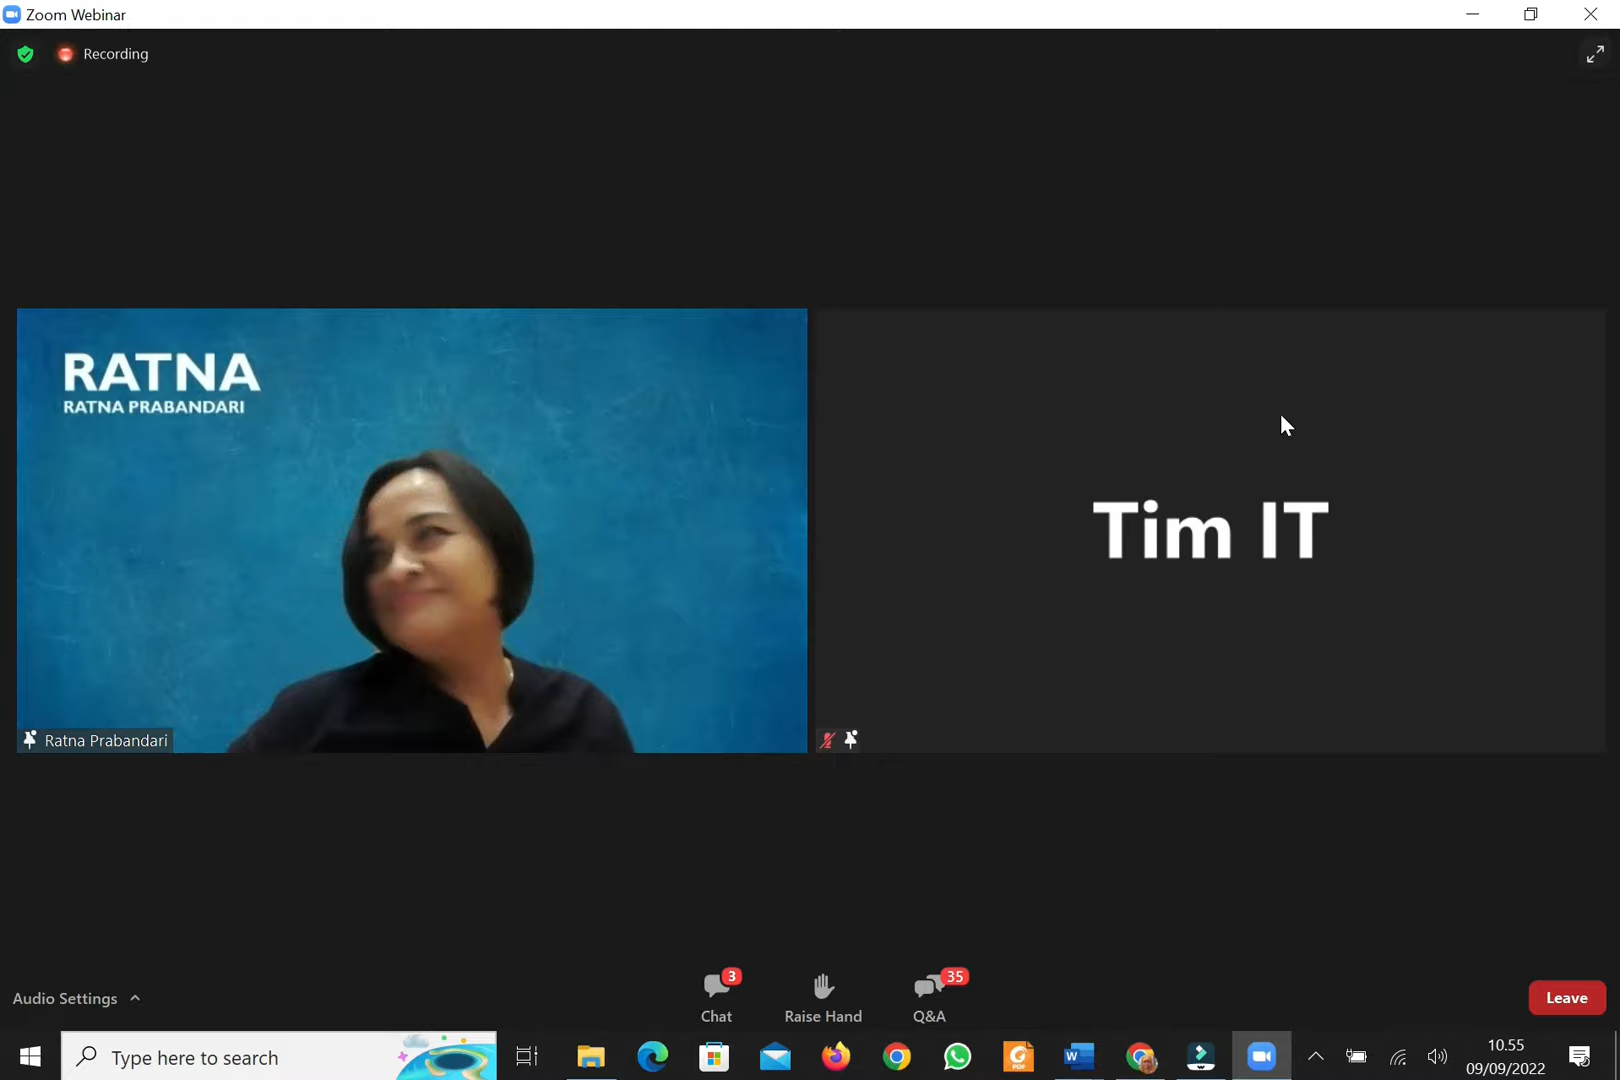 Zoom Webinar
Recording
RATNA
RATNA PRABANDARI
Ratna Prabandari
Tim IT
Audio Settings
3
Chat
Raise Hand
35
Q&A
Leave
Type here to search
PDF
W
10.55
09/09/2022